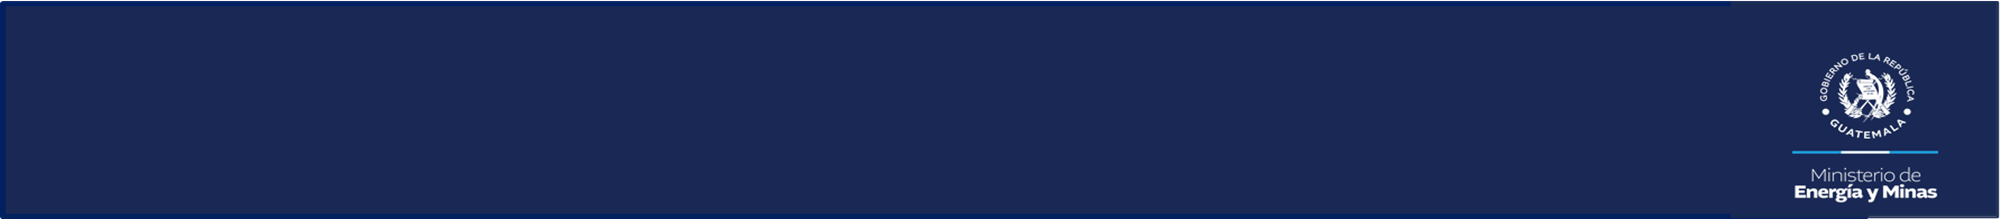 GOBIERNO DE LA REPÚBLICA
GUATEMALA
Ministerio de
Energía y Minas